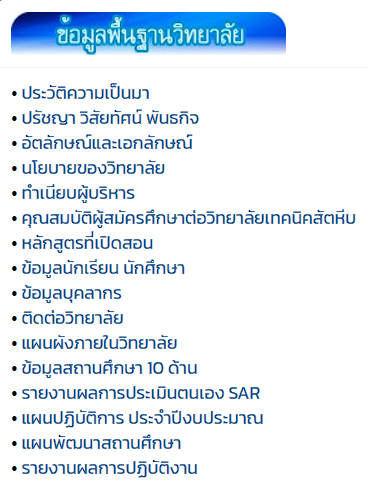 ข้อมูลพื้นฐานวิทยาลัย
• ประวัติความเป็นมา
• ปรัชญา วิสัยทัศน์ พันธกิจ
• อัตลักษณ์และเอกลักษณ์
• นโยบายของวิทยาลัย
• ทำเนียบผู้บริหาร
• คุณสมบัติผู้สมัครศึกษาต่อวิทยาลัยเทคนิคสัตหีบ
• หลักสูตรที่เปิดสอน
• ข้อมูลนักเรียน นักศึกษา
• ข้อมูลบุคลากร
• ติดต่อวิทยาลัย
• แผนผังภายในวิทยาลัย
• ข้อมูลสถานศึกษา 10 ด้าน
• รายงานผลการประเมินตนเอง SAR
• แผนปฏิบัติการ ประจำปีงบประมาณ
• แผนพัฒนาสถานศึกษา
• รายงานผลการปฏิบัติงาน